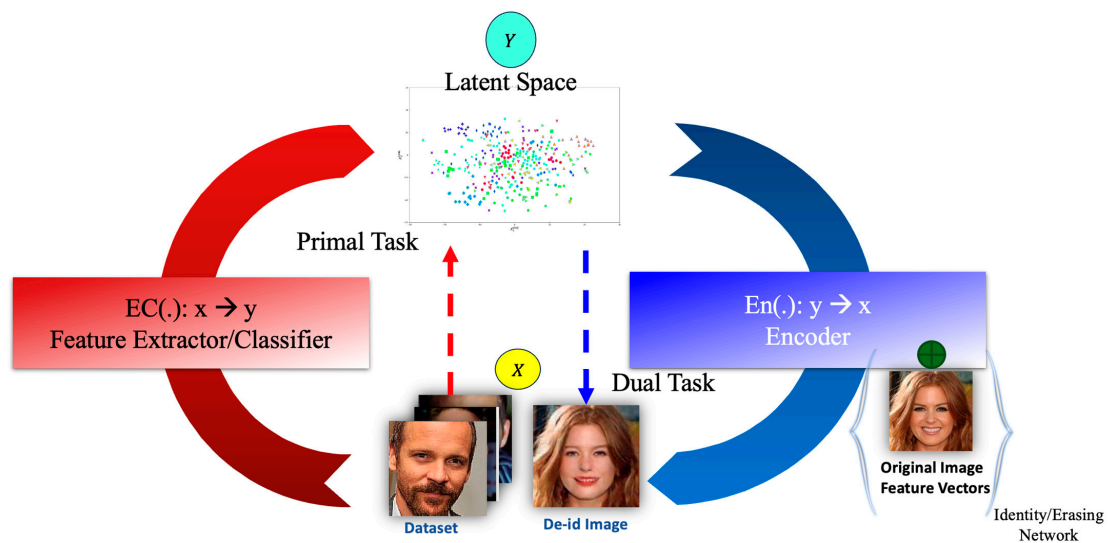 Y
Latent Space
Primal Task
EC(.): x → y
Feature Extractor/Classifier
En(.): y → x
Encoder
X
Dual Task
Original Image
Feature Vectors
Dataset
De-id Image
Identity/Erasing
Network